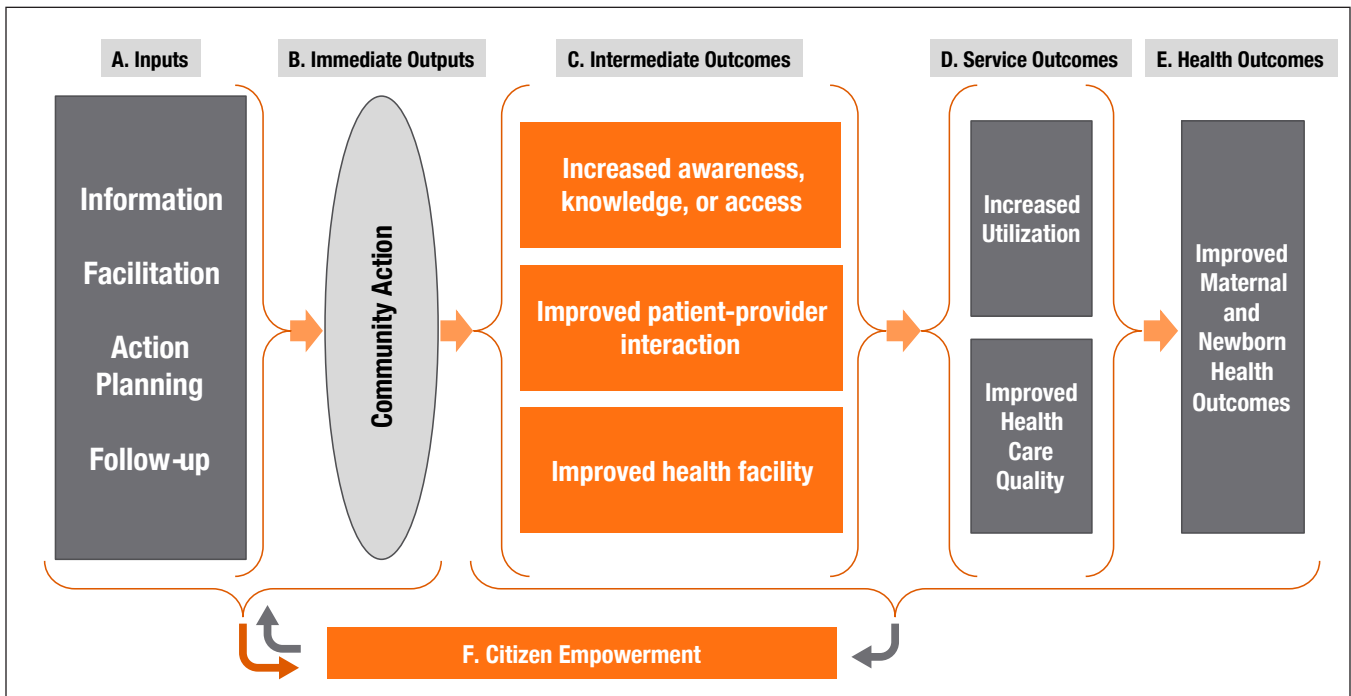 A. Inputs
B. Immediate Outputs
C. Intermediate Outcomes
D. Service Outcomes
E. Health Outcomes
Information
Facilitation
Action
Planning
Follow-up
Community Action
Increased awareness,
knowledge, or access
Improved patient-provider
interaction
Improved health facility
Increased
Utilization
Improved
Health
Care
Quality
Improved
Maternal
and
Newborn
Health
Outcomes
F. Citizen Empowerment